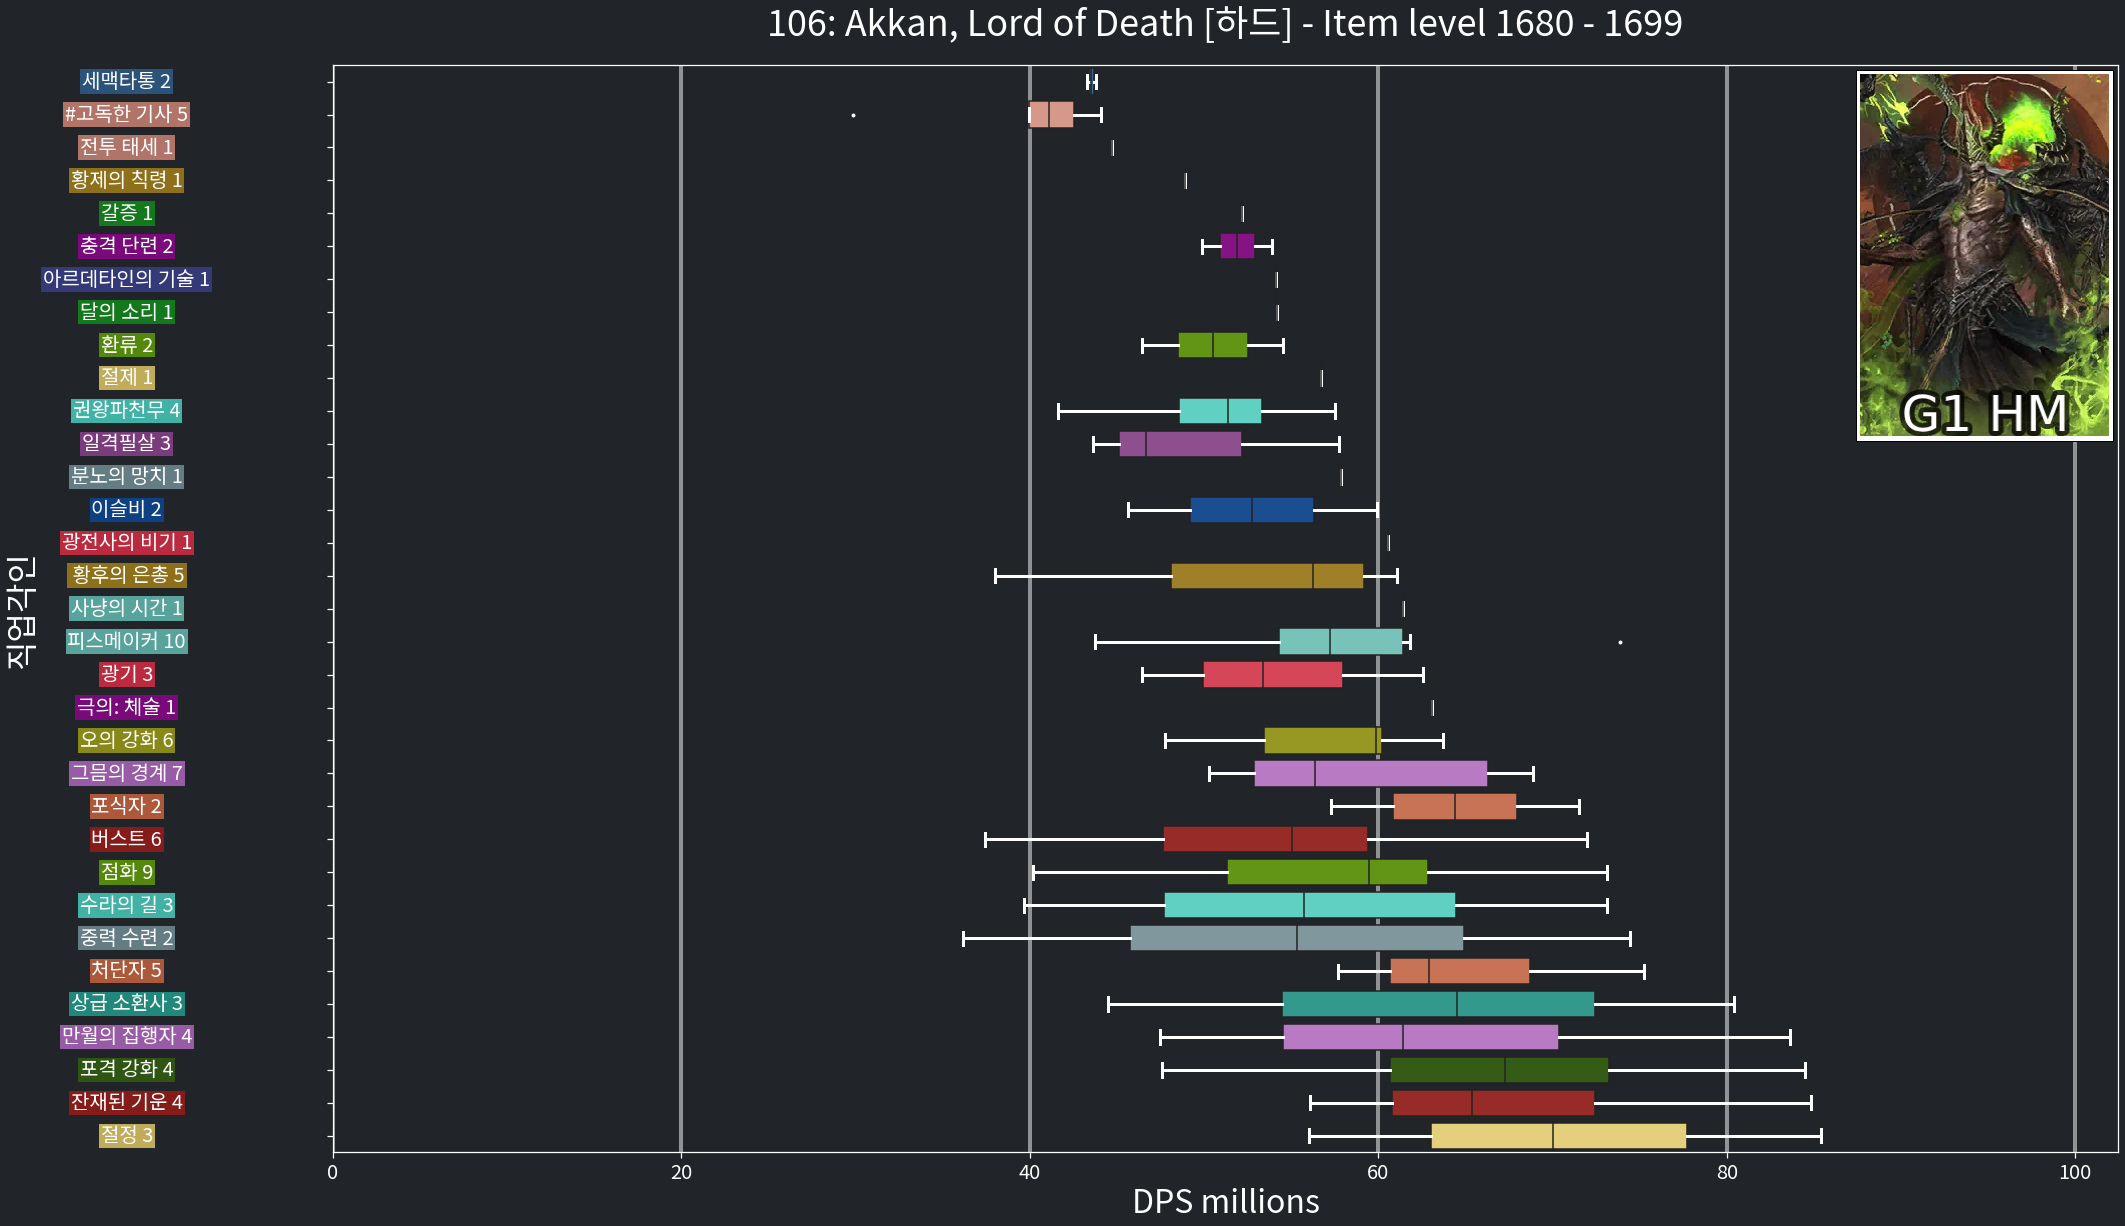 106: Akkan, Lord of Death [하드] - Item level 1680 - 1699
세맥타통 2
#고독한 기사 5
전투 태세 1
황제의 칙령 1
갈증 1
충격 단련 2
아르데타인의 기술 1
달의 소리 1
환류 2
절제 1
권왕파천무 4
일격필살 3
분노의 망치 1
이슬비 2
광전사의 비기 1
황후의 은총 5
사냥의 시간 1
피스메이커 10
광기 3
극의: 체술 1
오의 강화 6
그믐의 경계 7
포식자 2
버스트 6
점화 9
수라의 길 3
중력 수련 2
처단자 5
상급 소환사 3
만월의 집행자 4
포격 강화 4
잔재된 기운 4
절정 3
직업각인
G1 HM
0 20 40 60 80 100
DPS millions